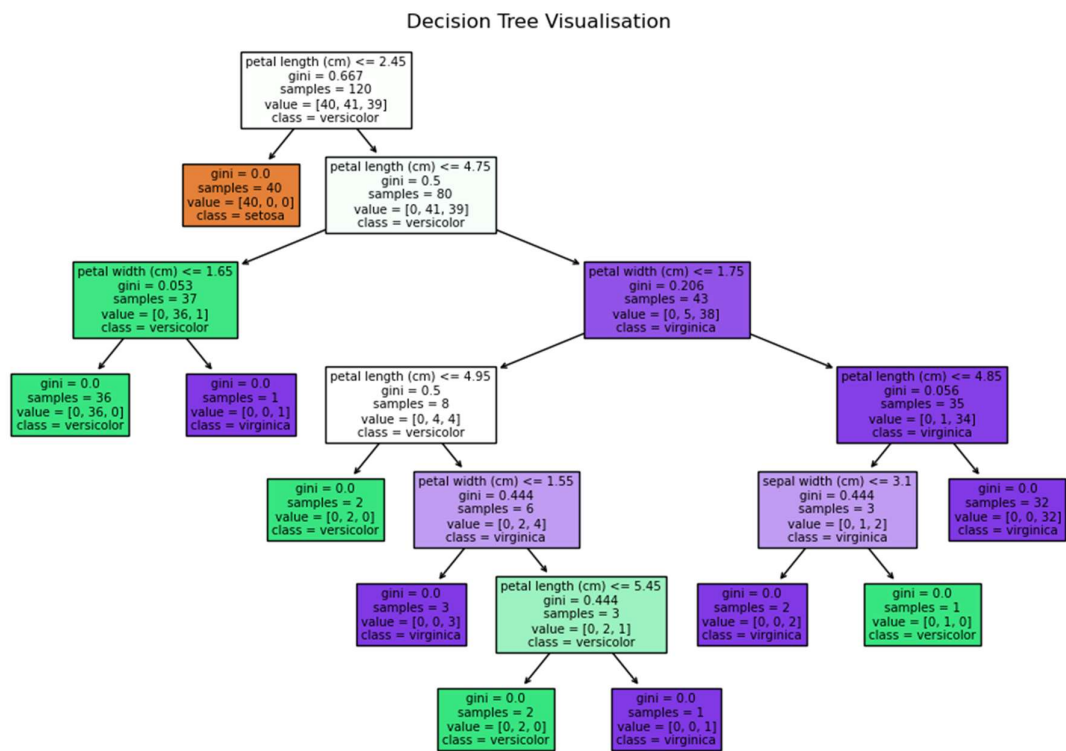 Decision Tree Visualisation
petal length (cm) <= 2.45
gini = 0.667
samples = 120
value = [40, 41, 39]
class = versicolor
gini = 0.0
samples = 40
value = [40, 0, 0]
class = setosa
petal length (cm) <= 4.75
gini = 0.5
samples = 80
value = [0, 41, 39]
class = versicolor
petal width (cm) <= 1.65
gini = 0.053
samples = 37
value = [0, 36, 1]
class = versicolor
petal width (cm) <= 1.75
gini = 0.206
samples = 43
value = [0, 5, 38]
class = virginica
gini = 0.0
samples = 36
value = [0, 36, 0]
class = versicolor
gini = 0.0
samples = 1
value = [0, 0, 1]
class = virginica
petal length (cm) <= 4.95
gini = 0.5
samples = 8
value = [0, 4, 4]
class = versicolor
petal length (cm) <= 4.85
gini = 0.056
samples = 35
value = [0, 1, 34]
class = virginica
gini = 0.0
samples = 2
value = [0, 2, 0]
class = versicolor
petal width (cm) <= 1.55
gini = 0.444
samples = 6
value = [0, 2, 4]
class = virginica
sepal width (cm) <= 3.1
gini = 0.444
samples = 3
value = [0, 1, 2]
class = virginica
gini = 0.0
samples = 32
value = [0, 0, 32]
class = virginica
gini = 0.0
samples = 3
value = [0, 0, 3]
class = virginica
petal length (cm) <= 5.45
gini = 0.444
samples = 3
value = [0, 2, 1]
class = versicolor
gini = 0.0
samples = 2
value = [0, 0, 2]
class = virginica
gini = 0.0
samples = 1
value = [0, 1, 0]
class = versicolor
gini = 0.0
samples = 2
value = [0, 2, 0]
class = versicolor
gini = 0.0
samples = 1
value = [0, 0, 1]
class = virginica